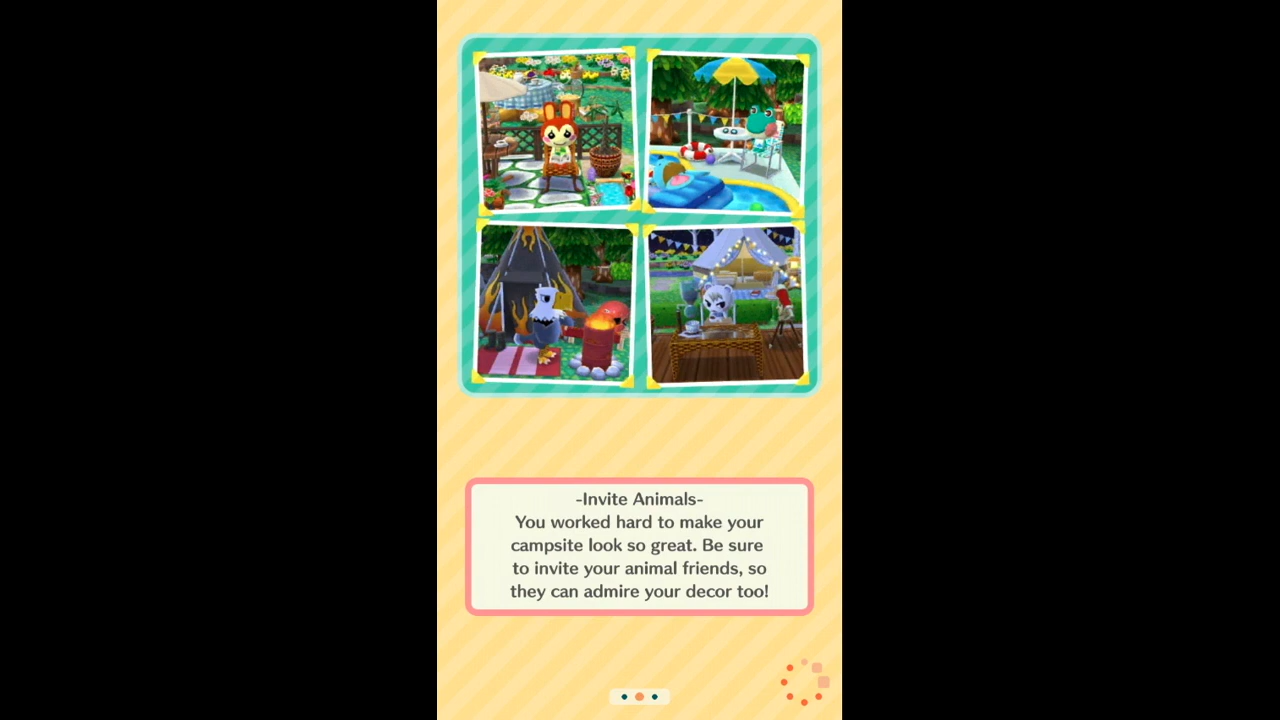 -Invite Animals-
You worked hard to make your
campsite look so great. Be sure
to invite your animal friends, so
they can admire your decor too!